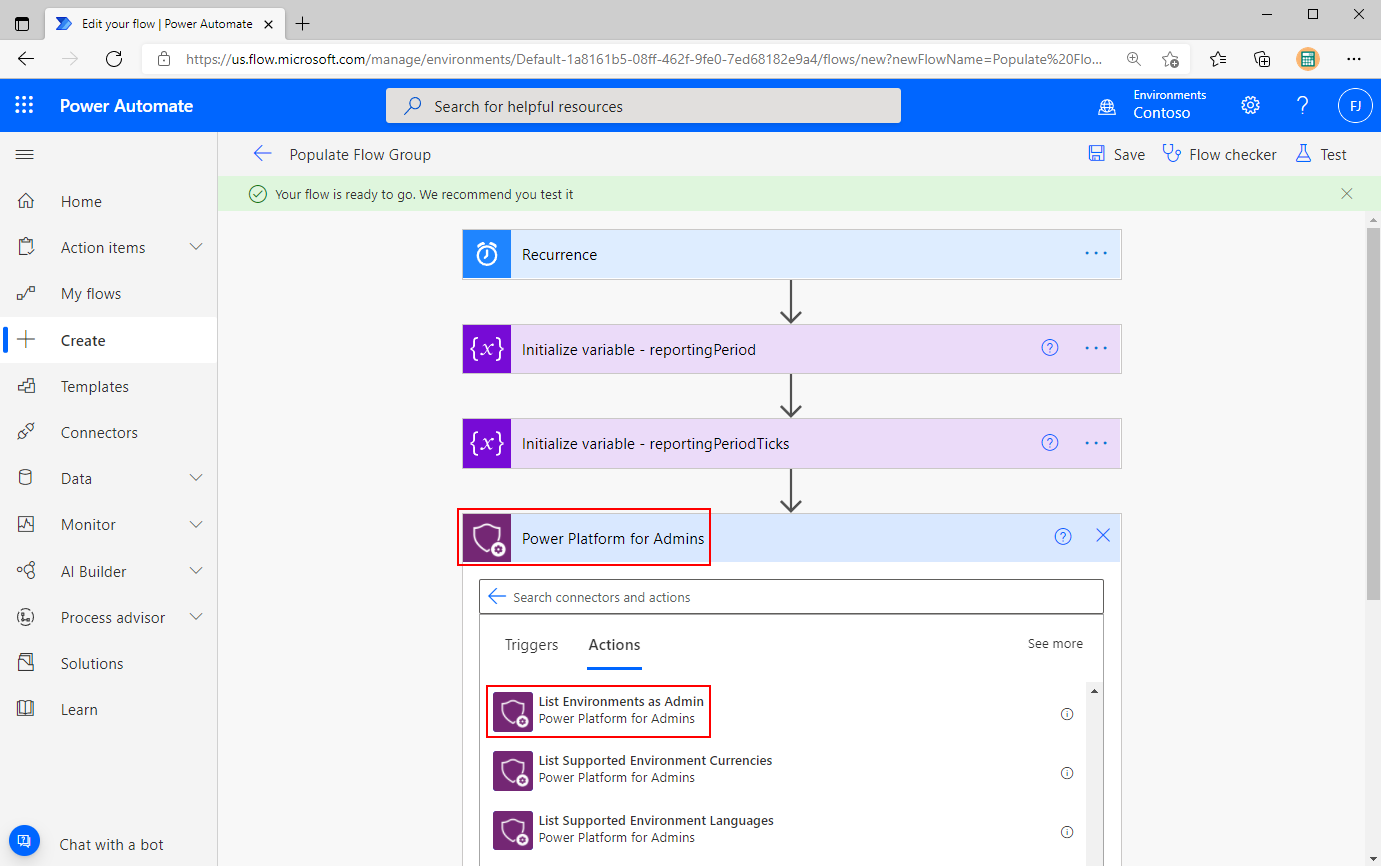 Edit your flow | Power Automate
https://us.flow.microsoft.com/manage/environments/Default-1a8161b5-08ff-462f-9fe0-7ed68182e9a4/flows/new?newFlowName=Populate%20Flo...
Power Automate
Search for helpful resources
Environments
Contoso
FJ
Populate Flow Group
Save
Flow checker
Test
Your flow is ready to go. We recommend you test it
Home
Action items
My flows
Create
Templates
Connectors
Data
Monitor
AI Builder
Process advisor
Solutions
Learn
Chat with a bot
Recurrence
{x} Initialize variable - reportingPeriod
{x} Initialize variable - reportingPeriodTicks
Power Platform for Admins
Search connectors and actions
Triggers
Actions
See more
List Environments as Admin
Power Platform for Admins
List Supported Environment Currencies
Power Platform for Admins
List Supported Environment Languages
Power Platform for Admins